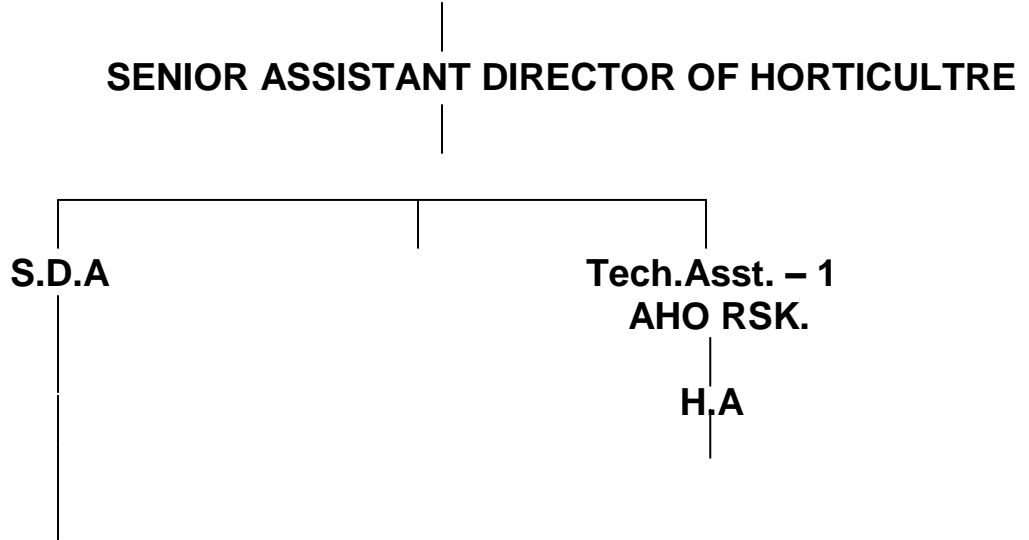 SENIOR ASSISTANT DIRECTOR OF HORTICULTRE
S.D.A
Tech.Asst. – 1
AHO RSK.
H.A